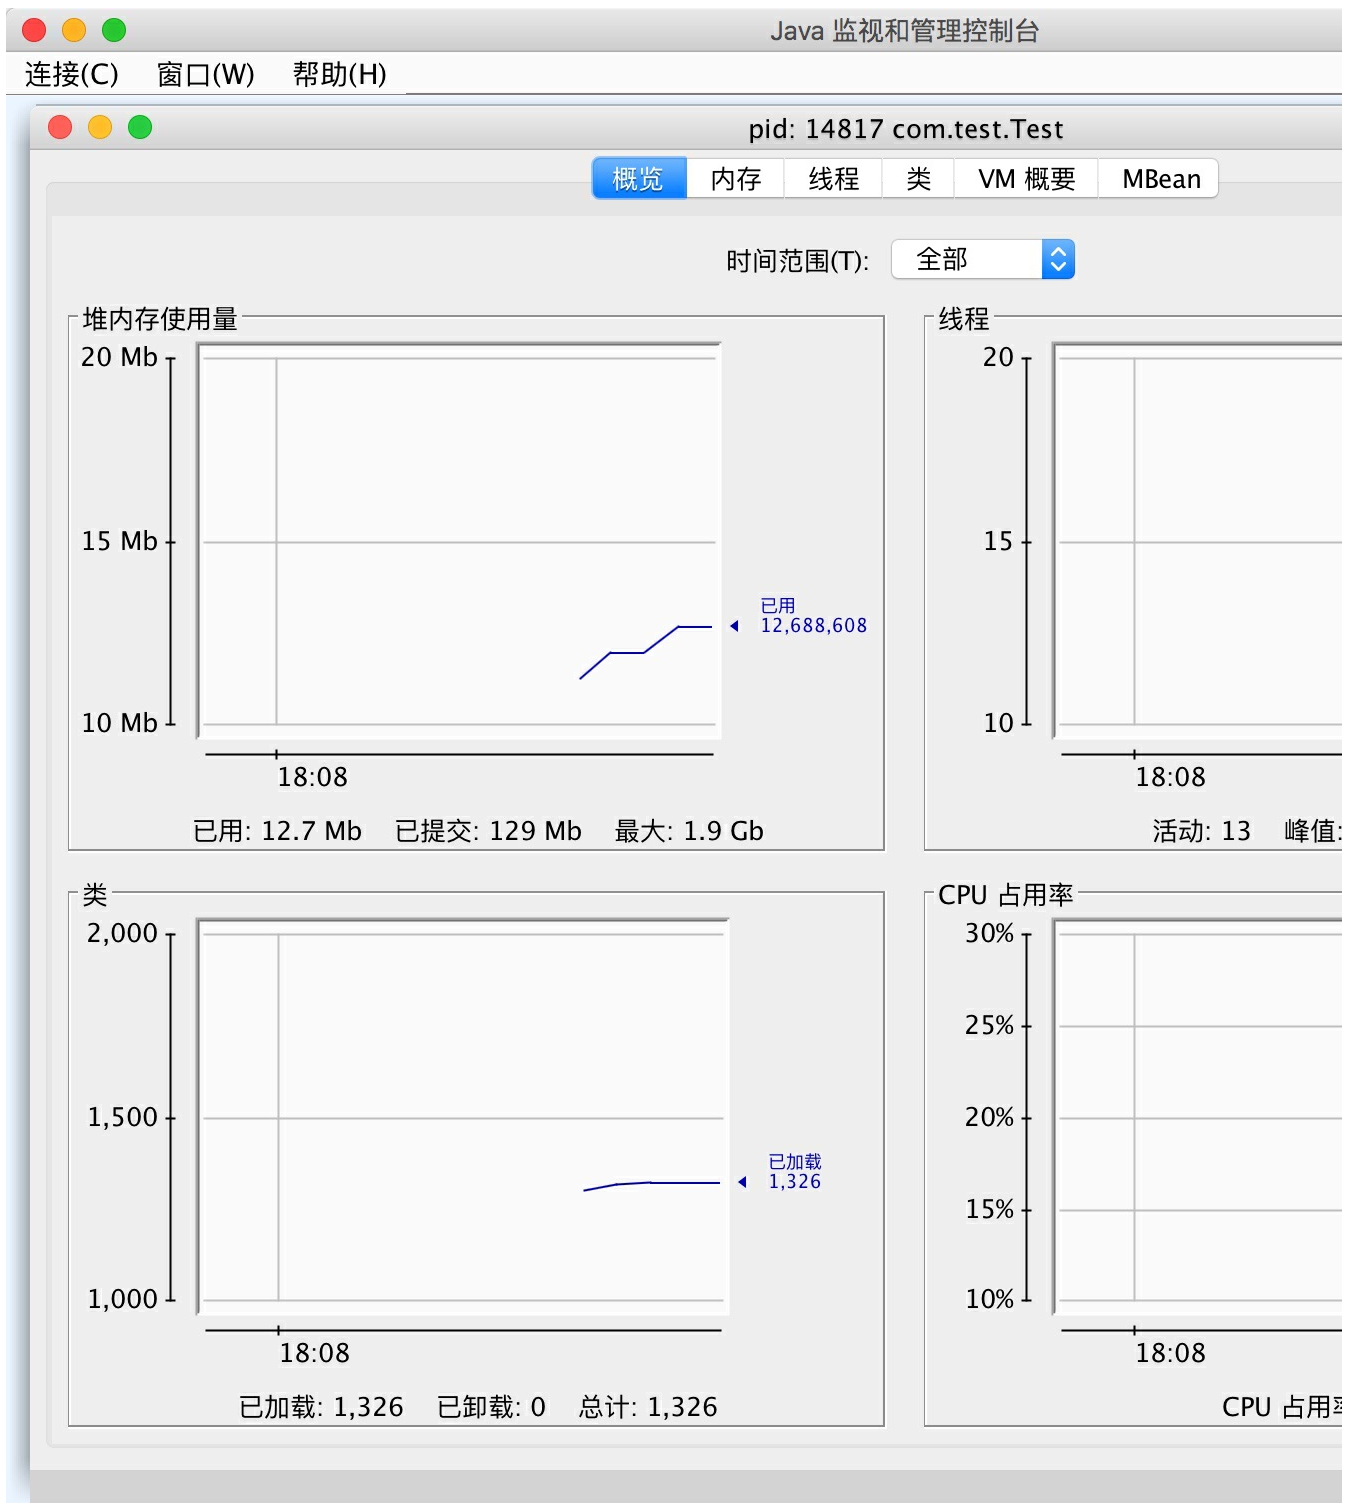 Java 监视和管理控制台
连接(C) 窗口(W) 帮助(H)
pid: 14817 com.test.Test
概览 内存 线程 类 VM 概要 MBean
时间范围(T): 全部
堆内存使用量
20 Mb
15 Mb
10 Mb
已用
12,688,608
18:08
已用: 12.7 Mb 已提交: 129 Mb 最大: 1.9 Gb
线程
20
15
10
18:08
活动: 13 峰值:
类
2,000
1,500
1,000
已加载
1,326
18:08
已加载: 1,326 已卸载: 0 总计: 1,326
CPU 占用率
30%
25%
20%
15%
10%
18:08
CPU 占用率